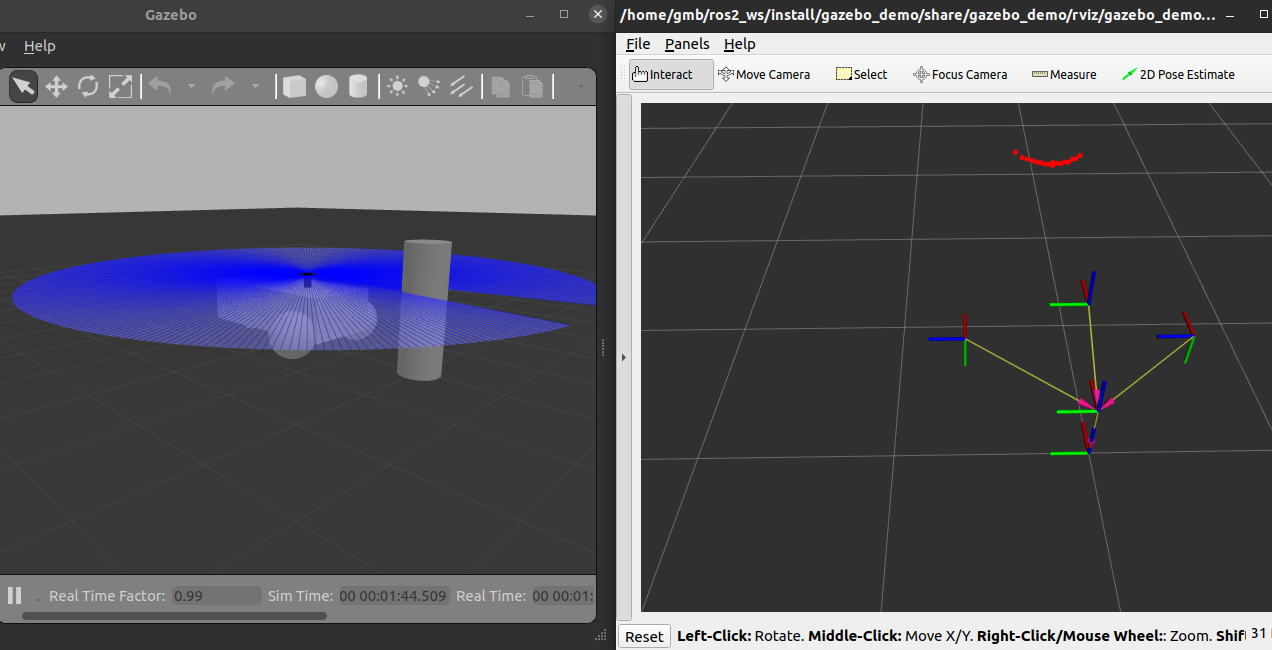 Gazebo
/home/gmb/ros2_ws/install/gazebo_demo/share/gazebo_demo/rviz/gazebo_demo...
Help
File Panels Help
Interact Move Camera Select Focus Camera Measure 2D Pose Estimate
Real Time Factor: 0.99 Sim Time: 00 00:01:44.509 Real Time: 00 00:01:
Reset Left-Click: Rotate. Middle-Click: Move X/Y. Right-Click/Mouse Wheel:: Zoom. Shif 31